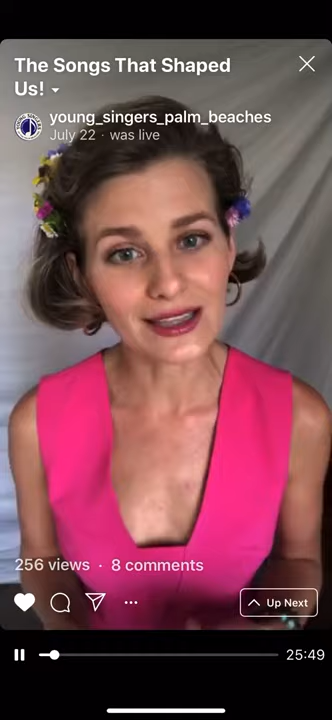 The Songs That Shaped
Us!
young_singers_palm_beaches
July 22 · was live
256 views · 8 comments
Up Next
25:49